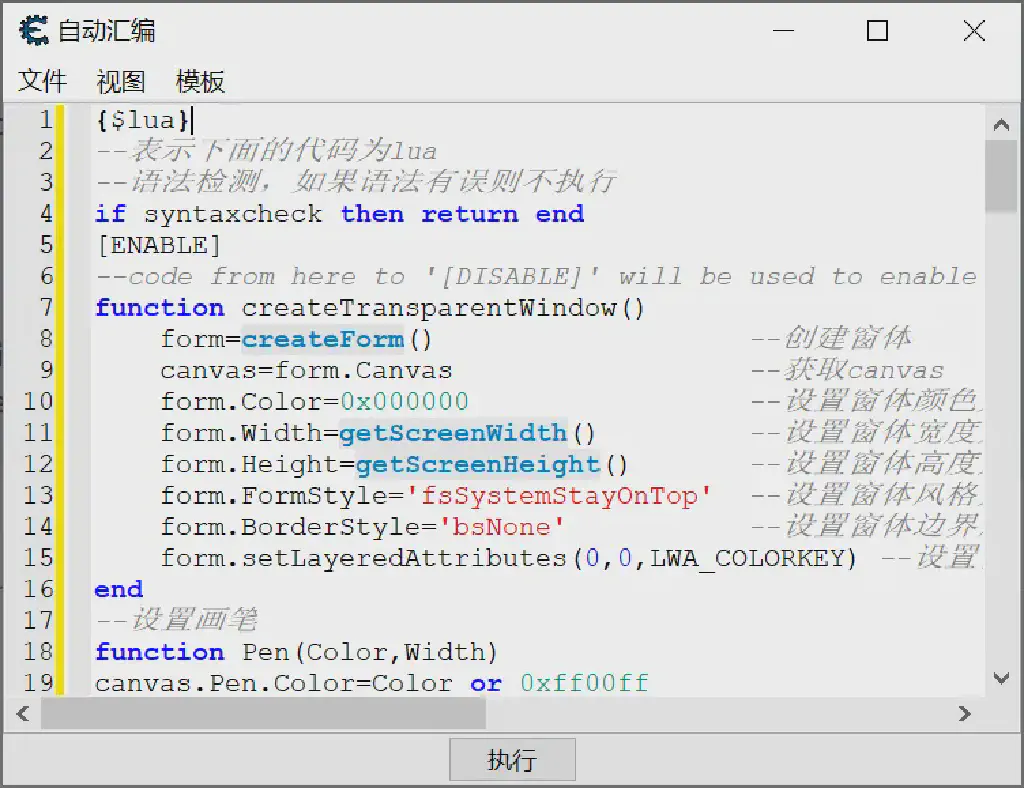 自动汇编
文件 视图 模板
1 {$lua}
2 --表示下面的代码为lua
3 --语法检测，如果语法有误则不执行
4 if syntaxcheck then return end
5 [ENABLE]
6 --code from here to '[DISABLE]' will be used to enable
7 function createTransparentWindow()
8 form=createForm() --创建窗体
9 canvas=form.Canvas --获取canvas
10 form.Color=0x000000 --设置窗体颜色
11 form.Width=getScreenWidth() --设置窗体宽度
12 form.Height=getScreenHeight() --设置窗体高度
13 form.FormStyle='fsSystemStayOnTop' --设置窗体风格
14 form.BorderStyle='bsNone' --设置窗体边界
15 form.setLayeredAttributes(0,0,LWA_COLORKEY) --设置
16 end
17 --设置画笔
18 function Pen(Color,Width)
19 canvas.Pen.Color=Color or 0xff00ff
执行